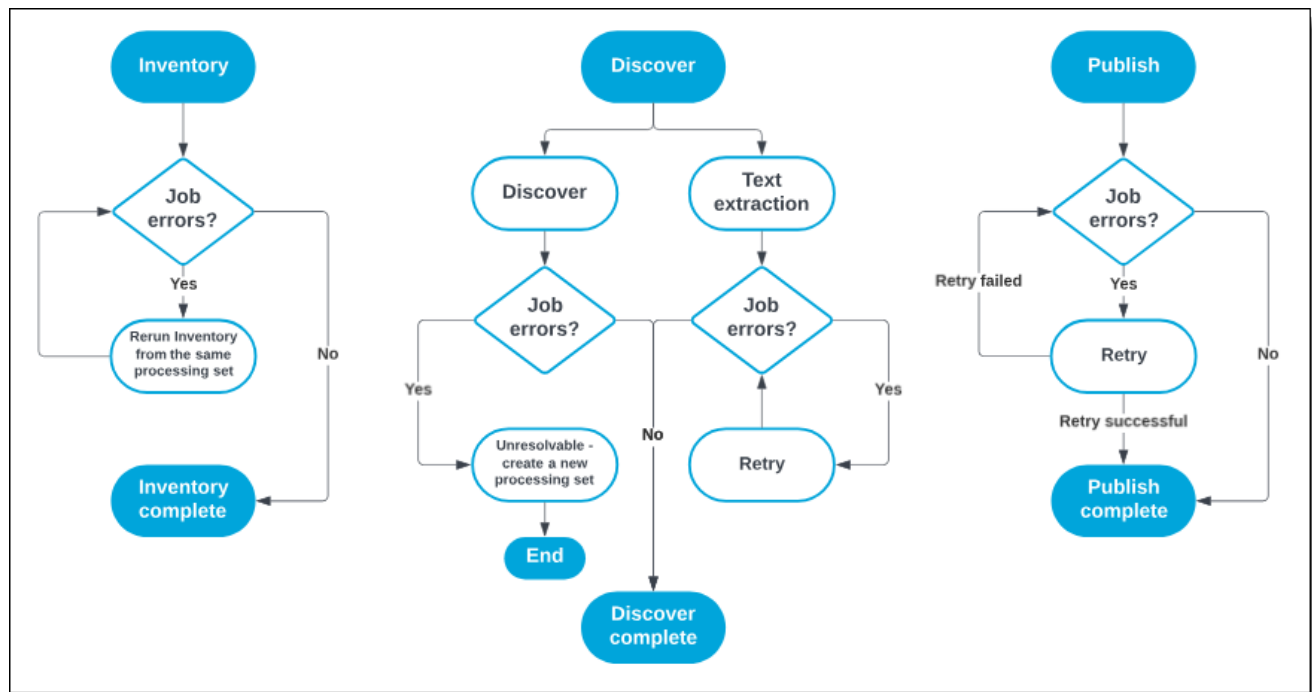 Inventory
Job
errors?
Yes
Rerun Inventory
from the same
processing set
No
Inventory
complete
Discover
Discover
Text
extraction
Job
errors?
Job
errors?
Yes
No
Yes
Unresolvable -
create a new
processing set
Retry
End
Discover
complete
Publish
Job
errors?
Retry failed
Yes
Retry
No
Retry successful
Publish
complete